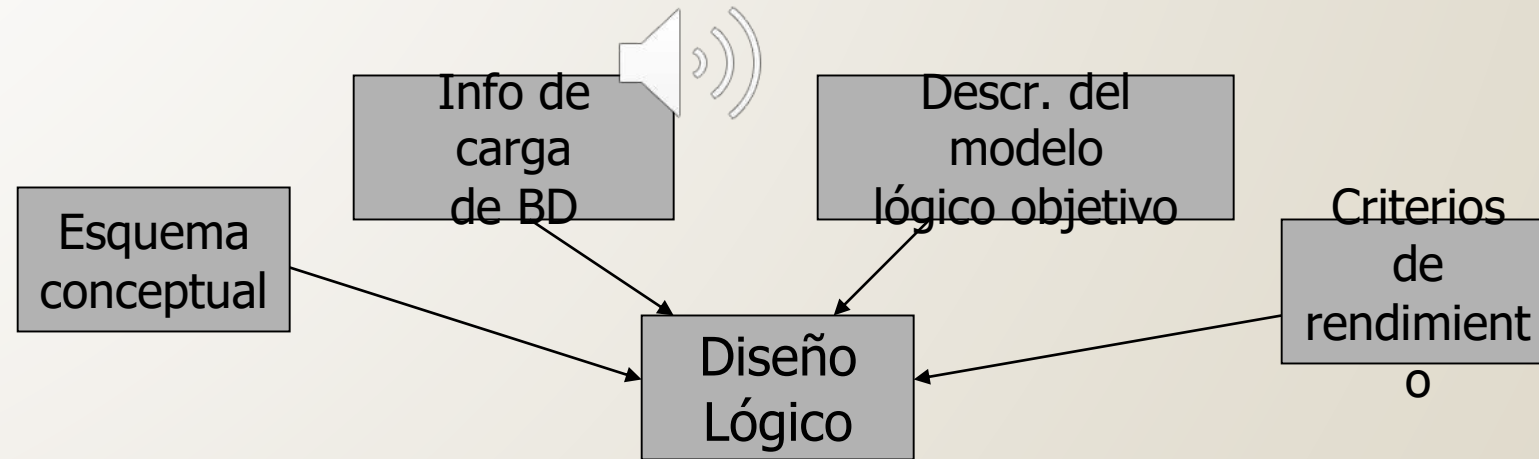 Info de
carga
de BD
Descr. del
modelo
lógico objetivo
Esquema
conceptual
Criterios
de
rendimient
o
Diseño
Lógico